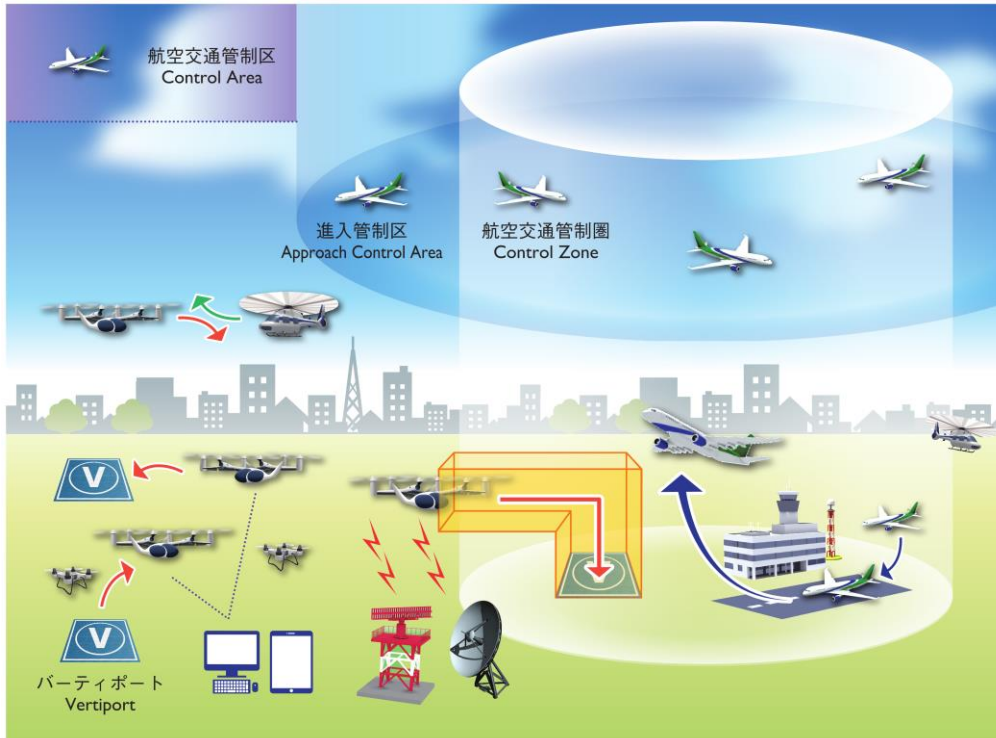 航空交通管制区
Control Area
進入管制区
Approach Control Area
航空交通管制圏
Control Zone
V
V
V
バーティポート
Vertiport